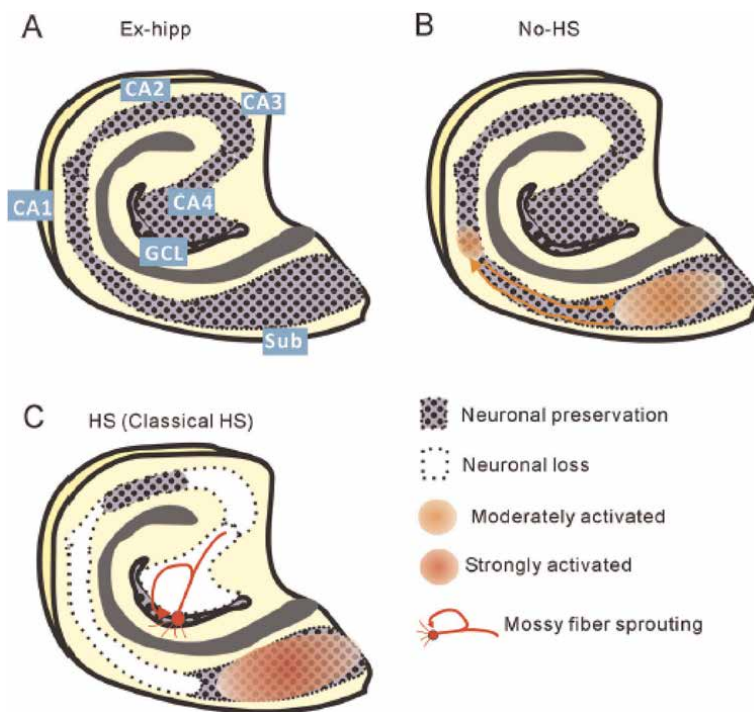 A
Ex-hipp
B
No-HS
CA2
CA3
CA1
CA4
GCL
Sub
C
HS (Classical HS)
Neuronal preservation
Neuronal loss
Moderately activated
Strongly activated
Mossy fiber sprouting